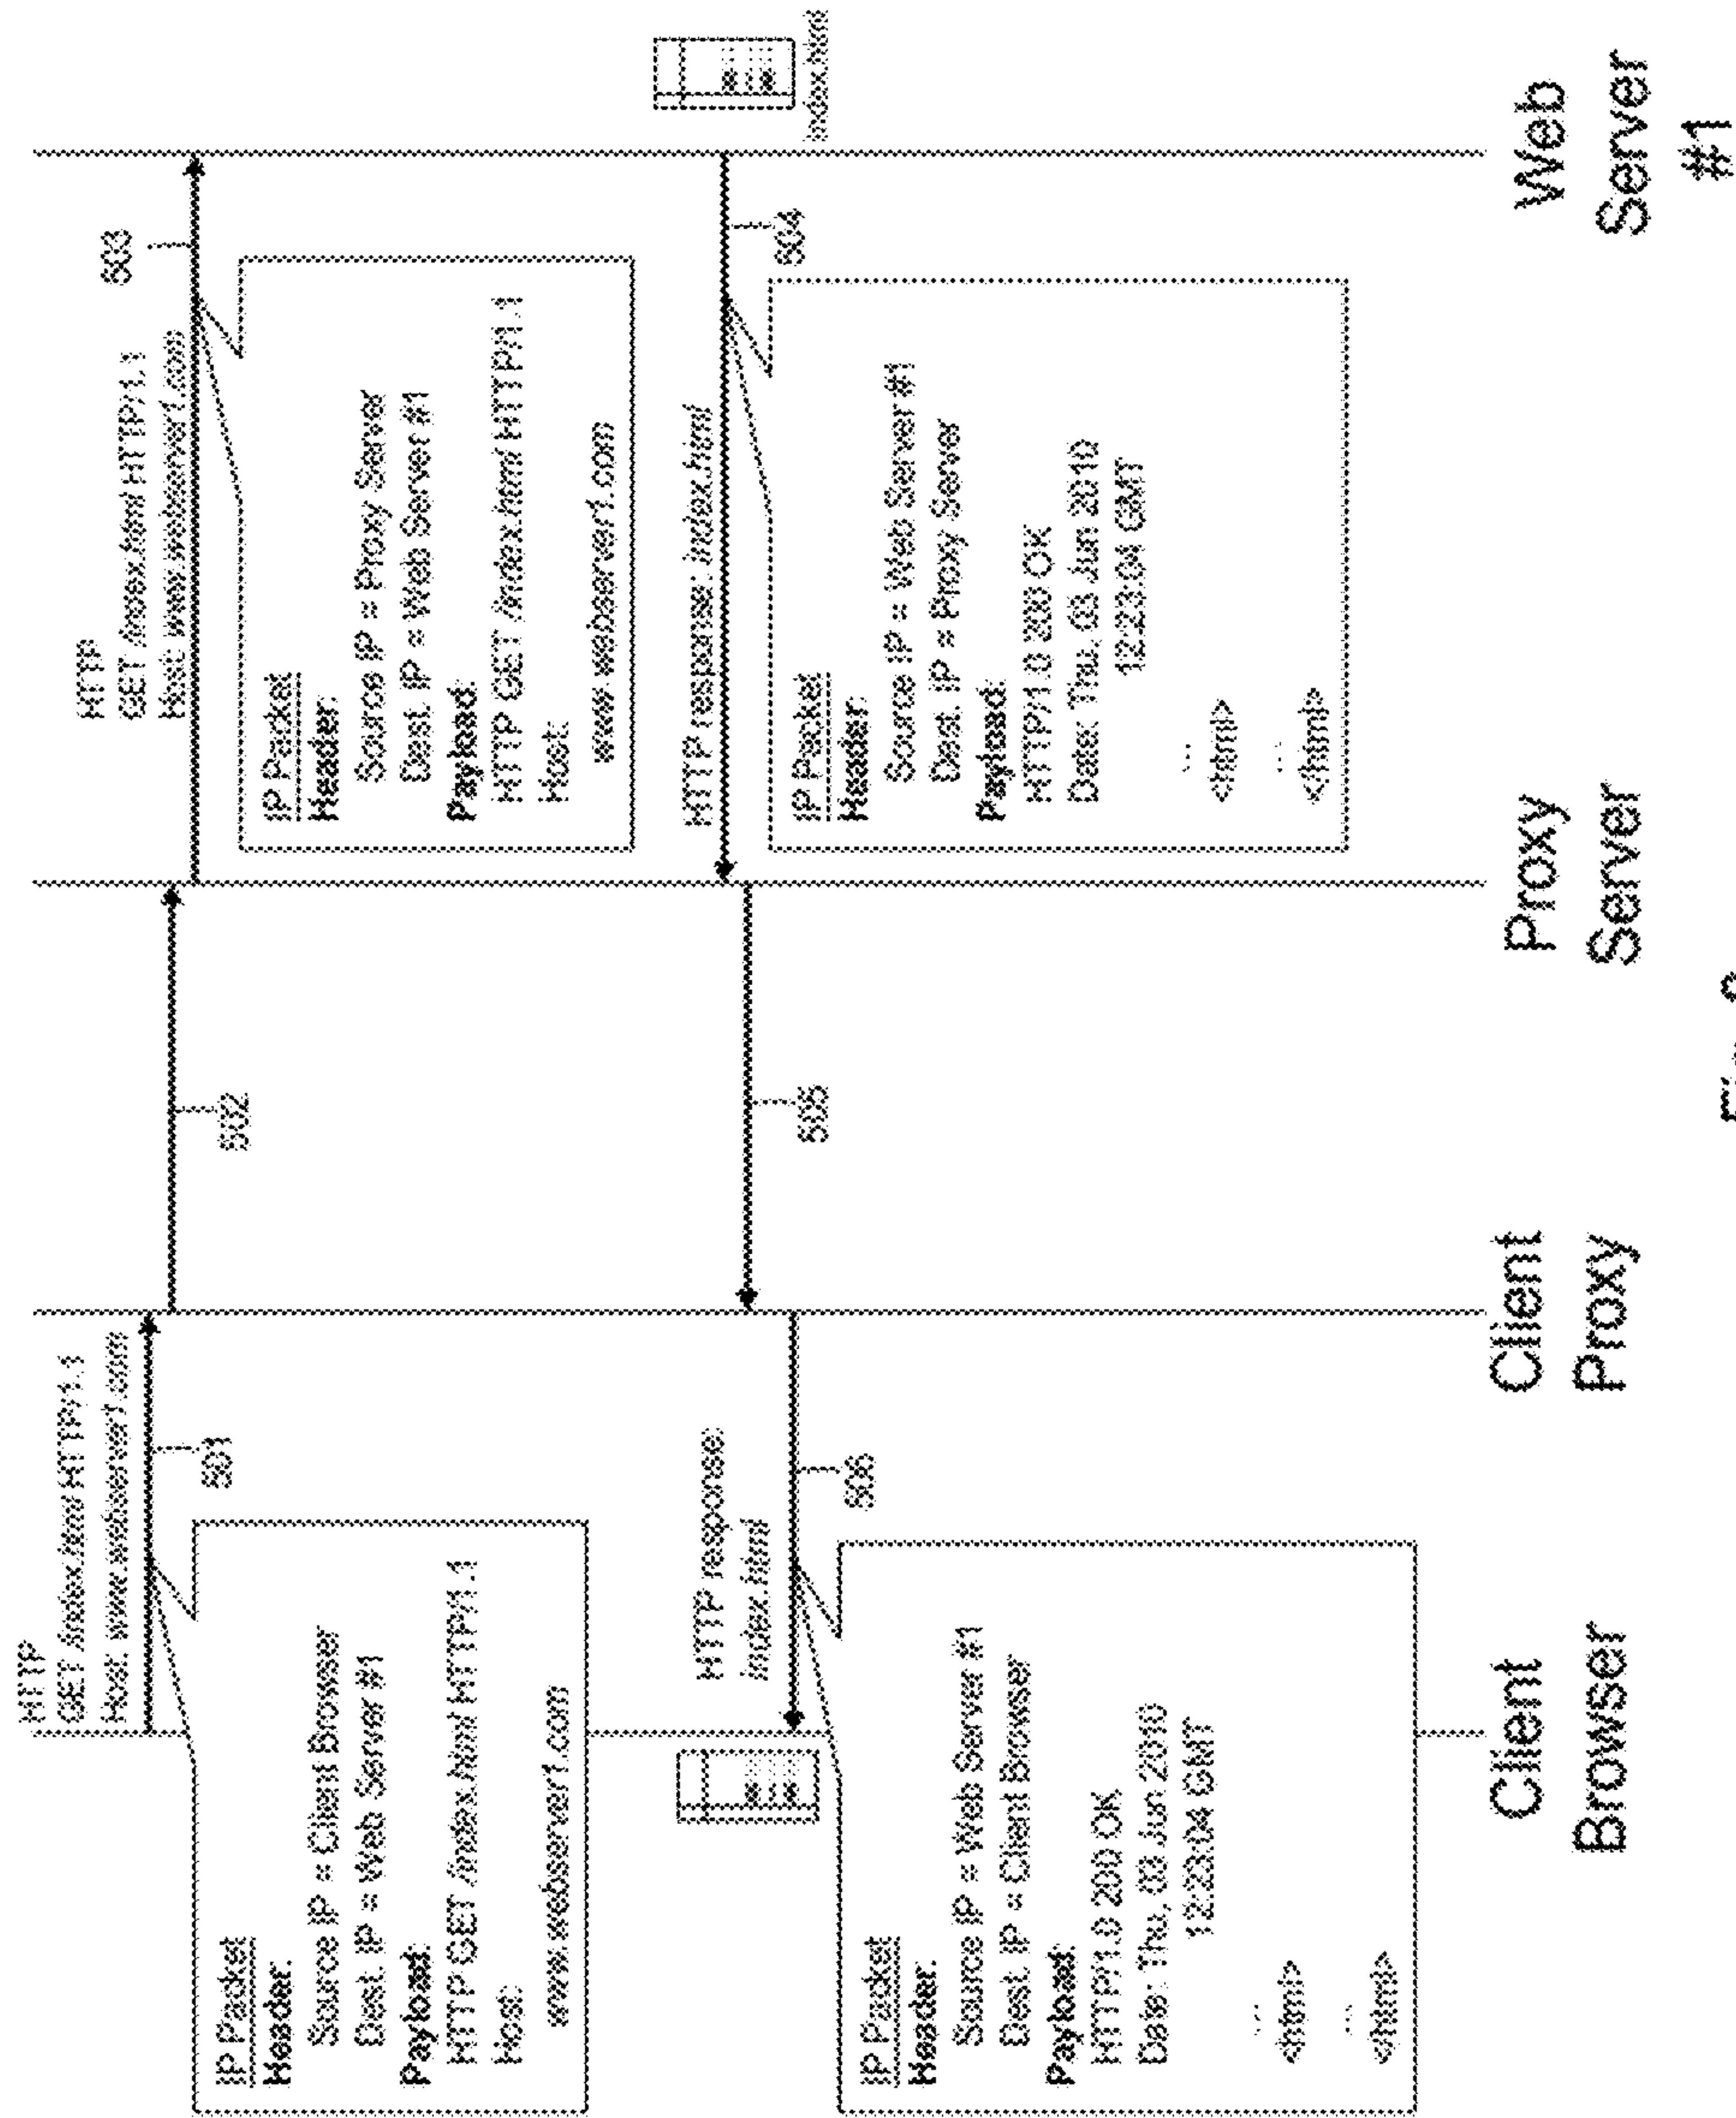 HTTP
GET /index.html HTTP/1.1
Host: www.webserver1.com
501
IP Packet
Header:
Source IP = Client Browser
Dest. IP = Web Server #1
Payload:
HTTP GET /index.html HTTP/1.1
Host:
www.webserver1.com
502
HTTP
GET /index.html HTTP/1.1
Host: www.webserver1.com
503
IP Packet
Header:
Source IP = Proxy Server
Dest. IP = Web Server #1
Payload:
HTTP GET /index.html HTTP/1.1
Host:
www.webserver1.com
index.html
HTTP response: index.html
504
IP Packet
Header:
Source IP = Web Server #1
Dest. IP = Proxy Server
Payload:
HTTP/1.0 200 OK
Date: Thu, 03 Jun 2010
12:23:04 GMT
...
<html>
...
</html>
505
HTTP response:
index.html
506
IP Packet
Header:
Source IP = Web Server #1
Dest. IP = Client Browser
Payload:
HTTP/1.0 200 OK
Date: Thu, 03 Jun 2010
12:23:04 GMT
...
<html>
...
</html>
Client
Browser
Client
Proxy
Proxy
Server
Web
Server
#1